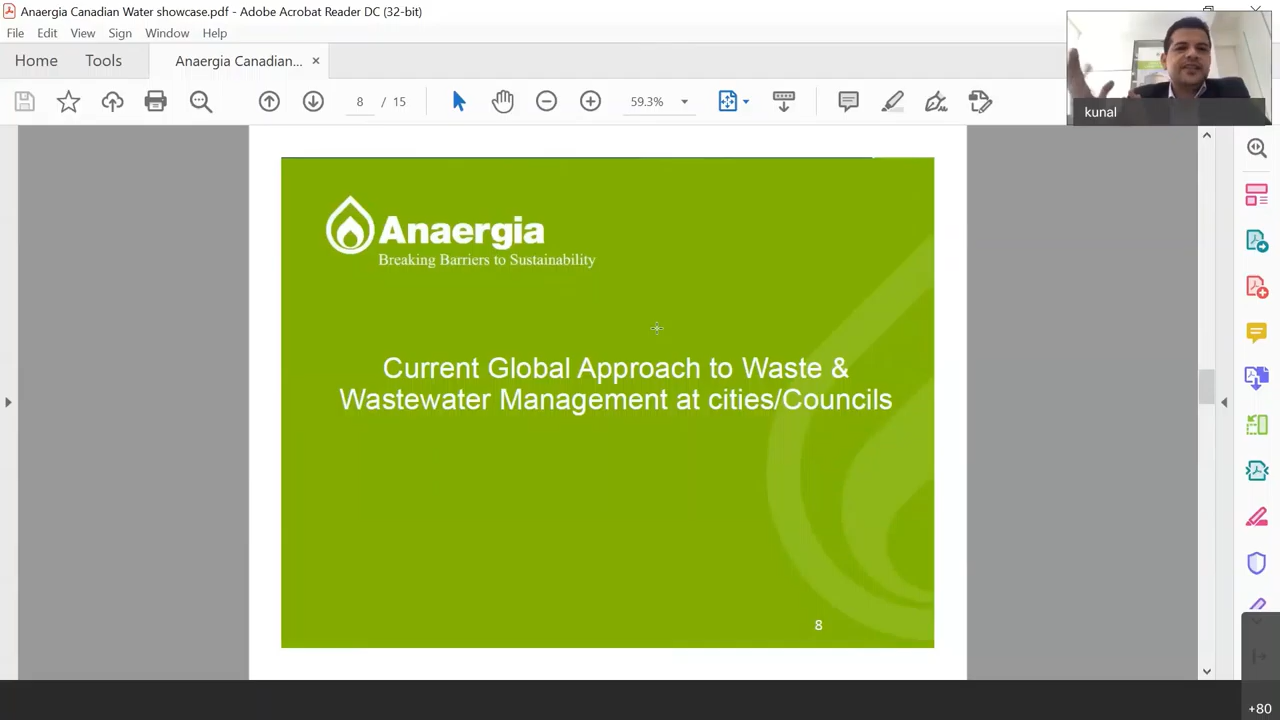 Anaergia Canadian Water showcase.pdf - Adobe Acrobat Reader DC (32-bit)
File Edit View Sign Window Help
Home Tools Anaergia Canadian... ×
8 / 15 59.3%
kunal
Anaergia
Breaking Barriers to Sustainability
Current Global Approach to Waste &
Wastewater Management at cities/Councils
8
+80